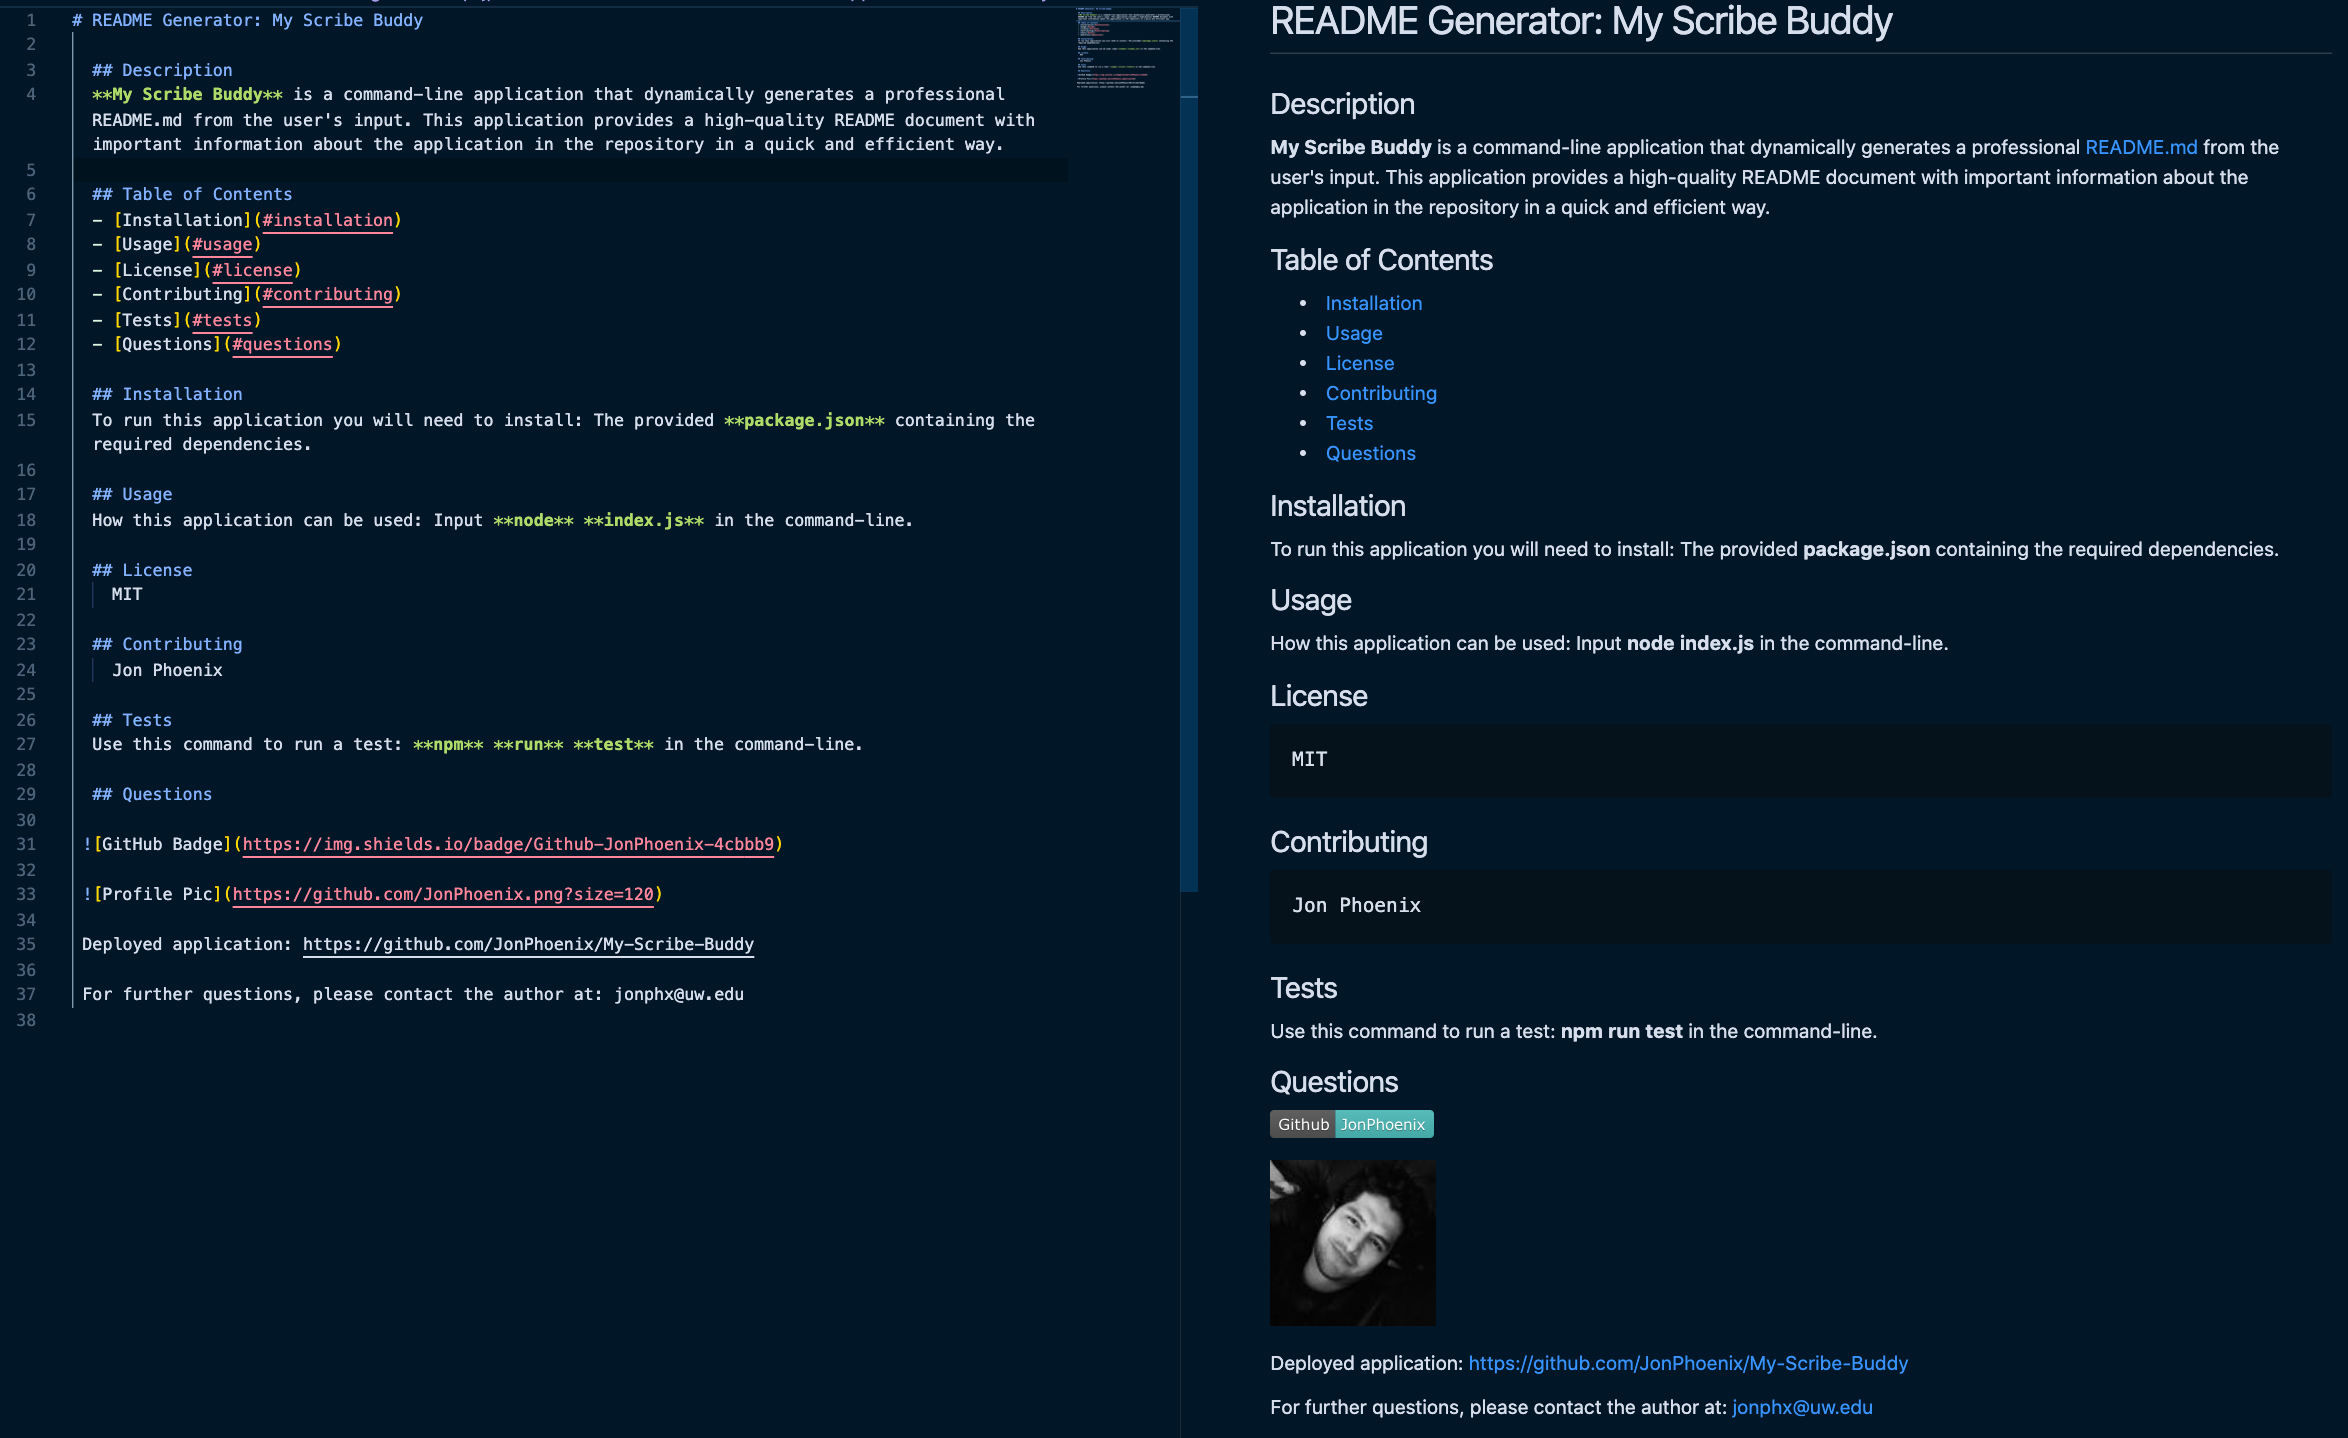 1 # README Generator: My Scribe Buddy
2
3 ## Description
4 **My Scribe Buddy** is a command-line application that dynamically generates a professional
README.md from the user's input. This application provides a high-quality README document with
important information about the application in the repository in a quick and efficient way.
5
6 ## Table of Contents
7 - [Installation](#installation)
8 - [Usage](#usage)
9 - [License](#license)
10 - [Contributing](#contributing)
11 - [Tests](#tests)
12 - [Questions](#questions)
13
14 ## Installation
15 To run this application you will need to install: The provided **package.json** containing the
required dependencies.
16
17 ## Usage
18 How this application can be used: Input **node** **index.js** in the command-line.
19
20 ## License
21 MIT
22
23 ## Contributing
24 Jon Phoenix
25
26 ## Tests
27 Use this command to run a test: **npm** **run** **test** in the command-line.
28
29 ## Questions
30
31 ![GitHub Badge](https://img.shields.io/badge/Github-JonPhoenix-4cbbb9)
32
33 ![Profile Pic](https://github.com/JonPhoenix.png?size=120)
34
35 Deployed application: https://github.com/JonPhoenix/My-Scribe-Buddy
36
37 For further questions, please contact the author at: jonphx@uw.edu
38
README Generator: My Scribe Buddy
Description
My Scribe Buddy is a command-line application that dynamically generates a professional README.md from the
user's input. This application provides a high-quality README document with important information about the
application in the repository in a quick and efficient way.
Table of Contents
• Installation
• Usage
• License
• Contributing
• Tests
• Questions
Installation
To run this application you will need to install: The provided package.json containing the required dependencies.
Usage
How this application can be used: Input node index.js in the command-line.
License
MIT
Contributing
Jon Phoenix
Tests
Use this command to run a test: npm run test in the command-line.
Questions
Github JonPhoenix
Deployed application: https://github.com/JonPhoenix/My-Scribe-Buddy
For further questions, please contact the author at: jonphx@uw.edu